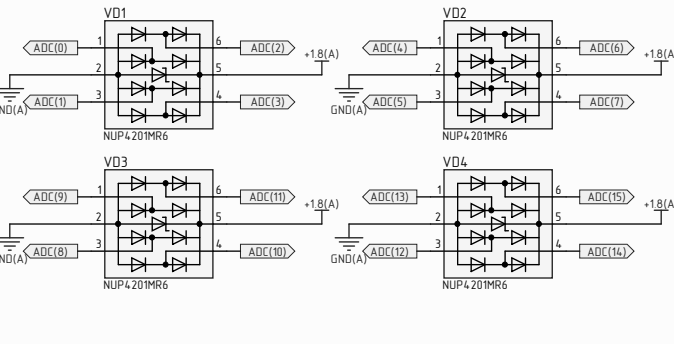 VD1
ADC(0) 1 6 ADC(2)
+1.8(A)
2 5
GND(A) ADC(1) 3 4 ADC(3)
NUP4201MR6
VD2
ADC(4) 1 6 ADC(6)
+1.8(A)
2 5
GND(A) ADC(5) 3 4 ADC(7)
NUP4201MR6
VD3
ADC(9) 1 6 ADC(11)
+1.8(A)
2 5
GND(A) ADC(8) 3 4 ADC(10)
NUP4201MR6
VD4
ADC(13) 1 6 ADC(15)
+1.8(A)
2 5
GND(A) ADC(12) 3 4 ADC(14)
NUP4201MR6